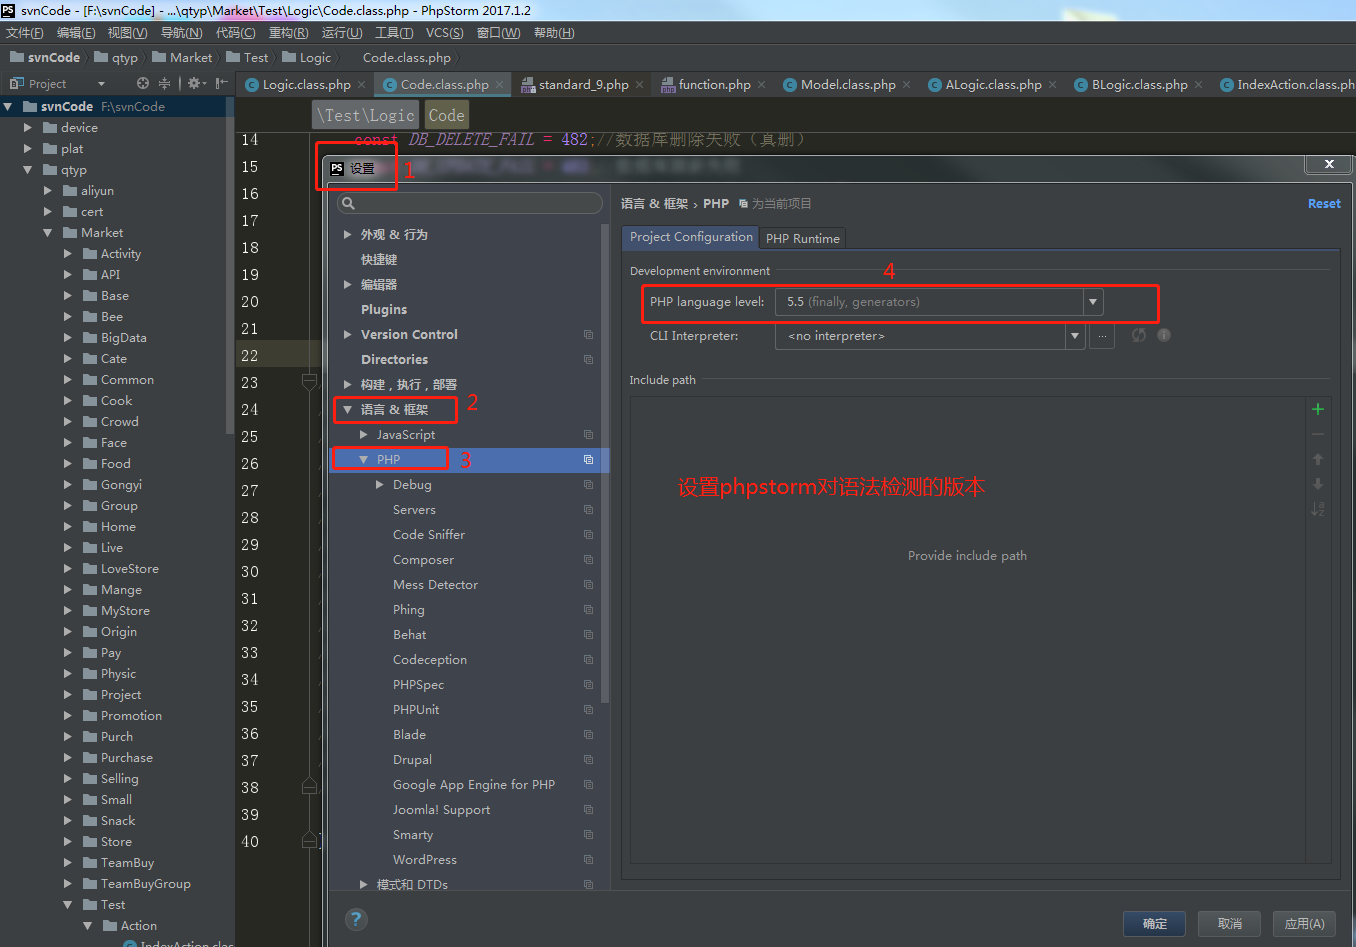 svnCode - [F:\svnCode] - ...\qtyp\Market\Test\Logic\Code.class.php - PhpStorm 2017.1.2
文件(F) 编辑(E) 视图(V) 导航(N) 代码(C) 重构(R) 运行(U) 工具(T) VCS(S) 窗口(W) 帮助(H)
svnCode qtyp Market Test Logic Code.class.php
Project
Logic.class.php Code.class.php standard_9.php function.php Model.class.php ALogic.class.php BLogic.class.php IndexAction.class.ph
svnCode F:\svnCode
device
plat
qtyp
aliyun
cert
Market
Activity
API
Base
Bee
BigData
Cate
Common
Cook
Crowd
Face
Food
Gongyi
Group
Home
Live
LoveStore
Mange
MyStore
Origin
Pay
Physic
Project
Promotion
Purch
Purchase
Selling
Small
Snack
Store
TeamBuy
TeamBuyGroup
Test
Action
IndexAction.clas
\Test\Logic Code
14 const DB_DELETE_FAIL = 482;//数据库删除失败（真删）
15
16
17
18
19
20
21
22
23
24
25
26
27
28
29
30
31
32
33
34
35
36
37
38
39
40
设置 1
外观 & 行为
快捷键
编辑器
Plugins
Version Control
Directories
构建，执行，部署
语言 & 框架 2
JavaScript
PHP 3
Debug
Servers
Code Sniffer
Composer
Mess Detector
Phing
Behat
Codeception
PHPSpec
PHPUnit
Blade
Drupal
Google App Engine for PHP
Joomla! Support
Smarty
WordPress
模式和 DTDs
语言 & 框架 › PHP 为当前项目 Reset
Project Configuration PHP Runtime
Development environment
4
PHP language level: 5.5 (finally, generators)
CLI Interpreter: <no interpreter> ...
Include path
设置phpstorm对语法检测的版本
Provide include path
? 确定 取消 应用(A)